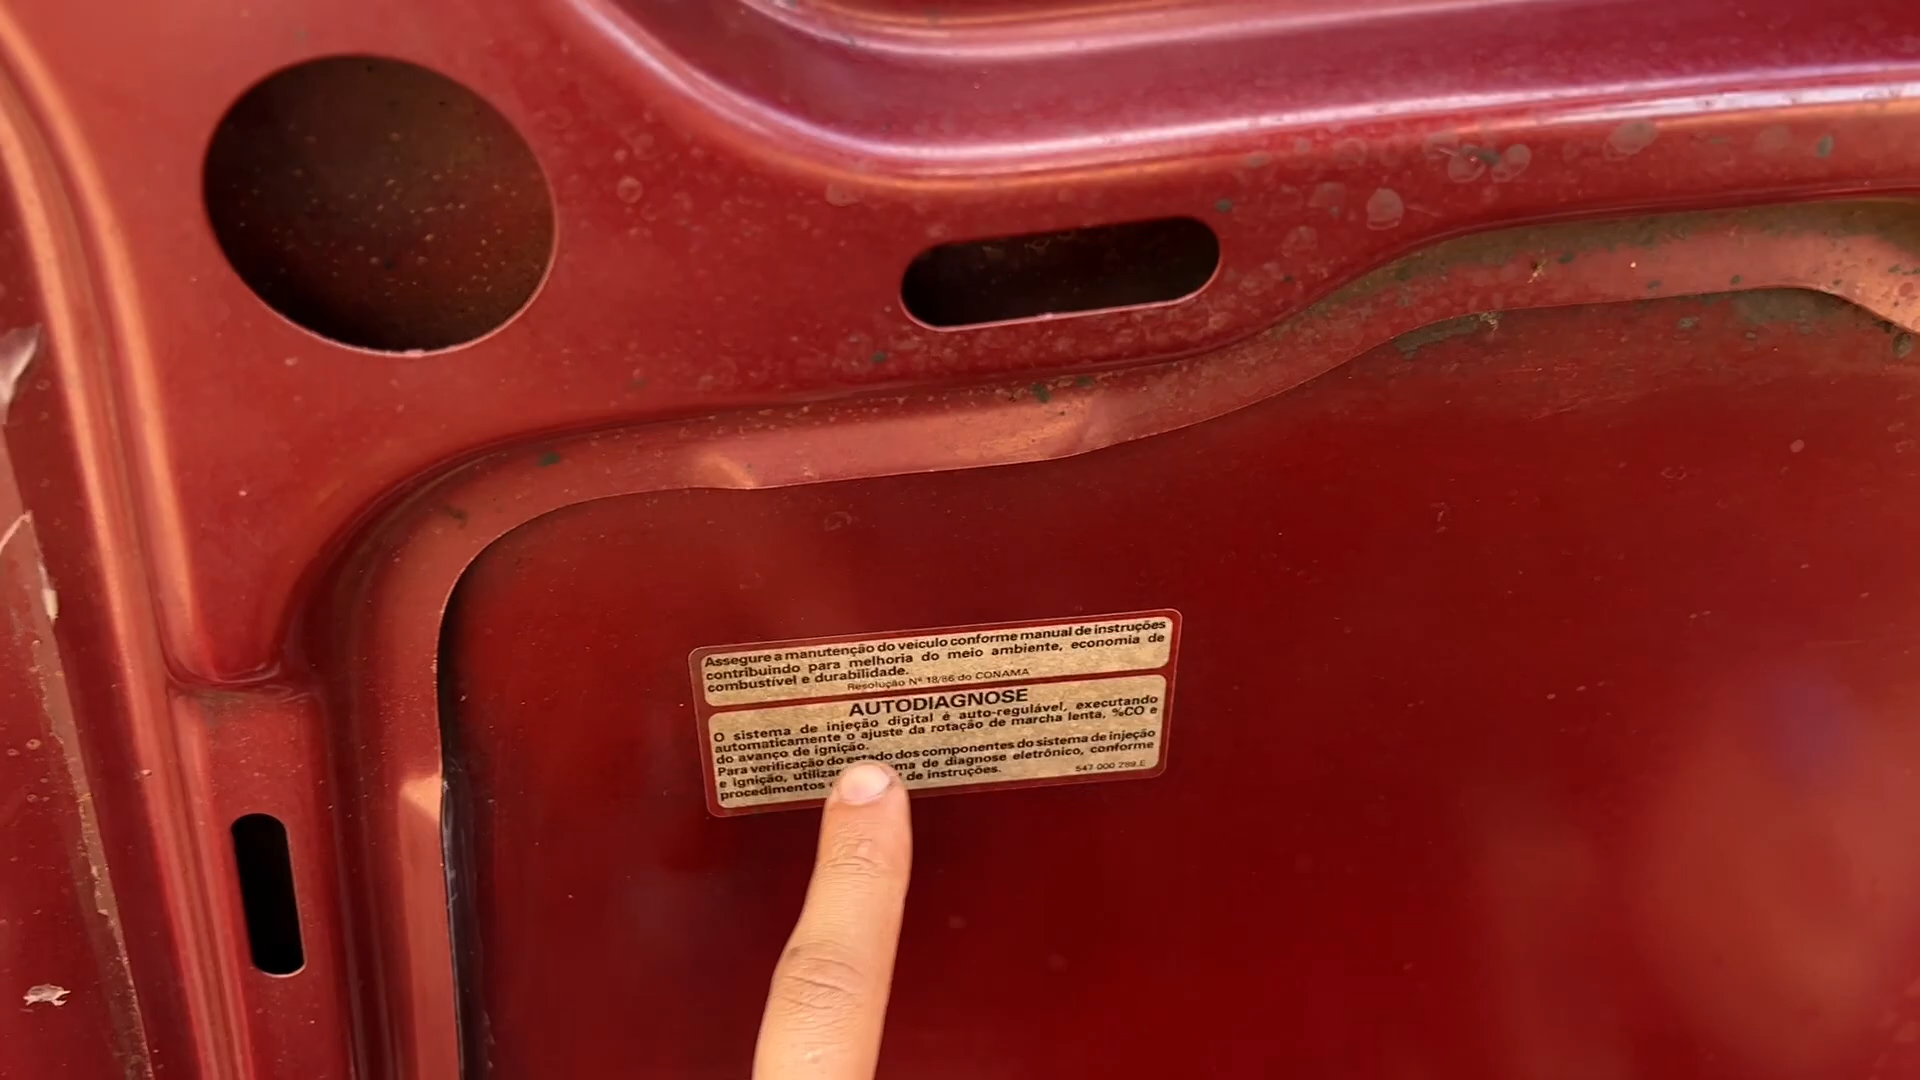 Assegure a manutenção do veículo conforme manual de instruções
contribuindo para melhoria do meio ambiente, economia de
combustível e durabilidade.
Resolução Nº 18/86 do CONAMA
AUTODIAGNOSE
O sistema de injeção digital é auto-regulável, executando
automaticamente o ajuste da rotação de marcha lenta, %CO e
do avanço de ignição.
Para verificação do estado dos componentes do sistema de injeção
e ignição, utilizar ma de diagnose eletrônico, conforme
procedimentos de instruções.
547 000 289.E